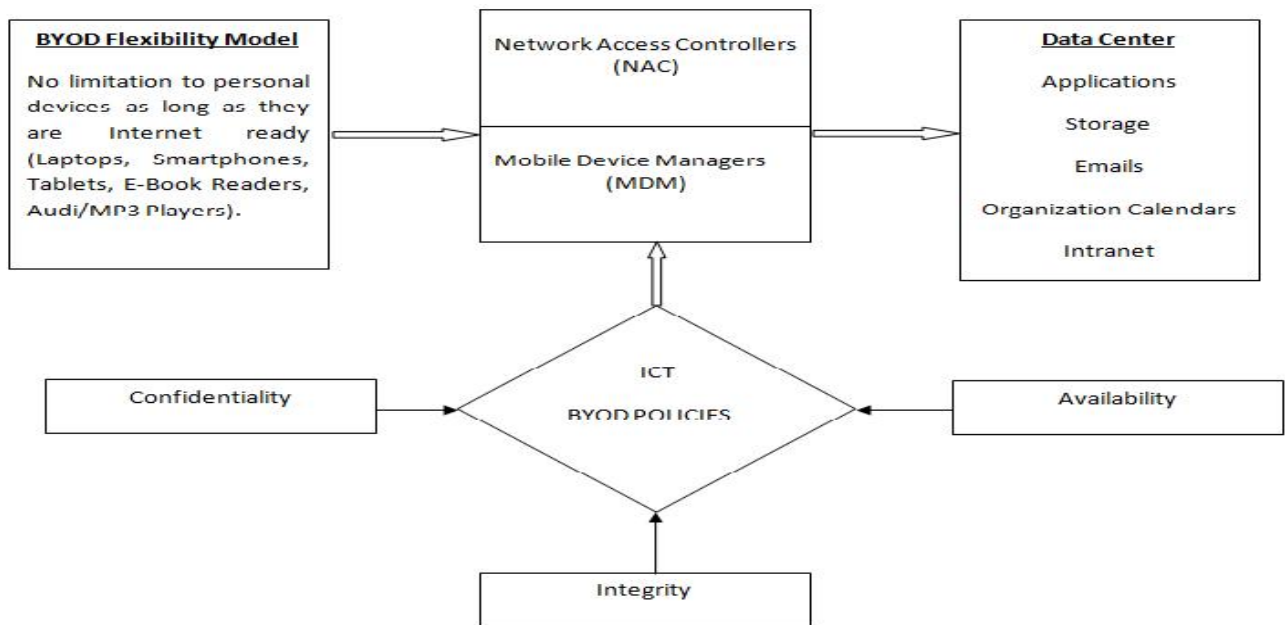 BYOD Flexibility Model
No limitation to personal
devices as long as they
are Internet ready
(Laptops, Smartphones,
Tablets, E-Book Readers,
Audi/MP3 Players).
Network Access Controllers
(NAC)
Mobile Device Managers
(MDM)
Data Center
Applications
Storage
Emails
Organization Calendars
Intranet
Confidentiality
ICT
BYOD POLICIES
Availability
Integrity